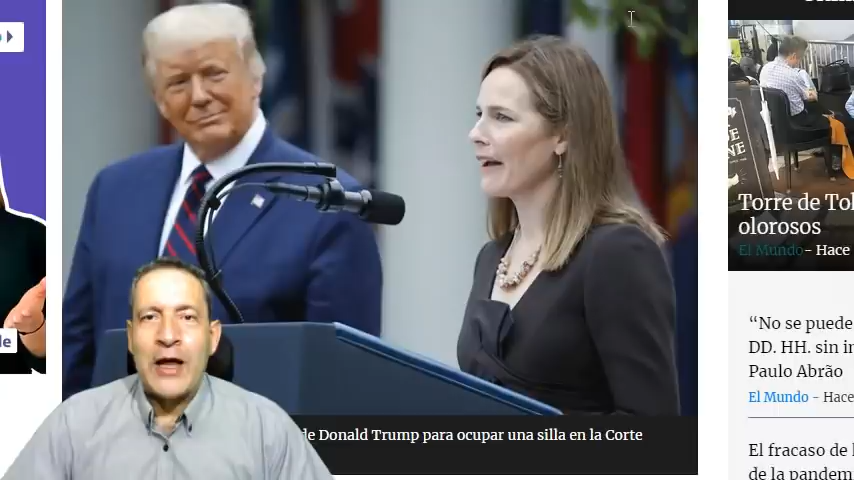 de Donald Trump para ocupar una silla en la Corte
Torre de Tol
olorosos
El Mundo - Hace
“No se puede
DD. HH. sin in
Paulo Abrão
El Mundo - Hace
El fracaso de l
de la pandem
le